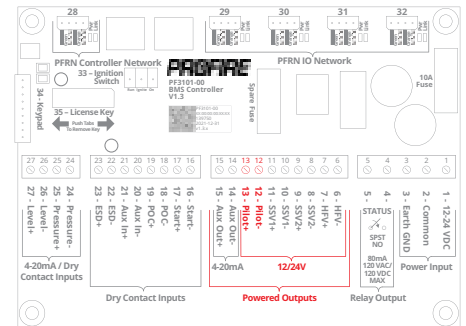 28 29 30 31 32
PFRN Controller Network
PFRN IO Network
33 – Ignition
Switch
PROFIRE
PF3101-00
BMS Controller
V1.3
Spare Fuse
10A
Fuse
34 - Keypad
35 – License Key
Push Tabs
To Remove Key
PF3101-00
2021-12-01
27 26 25 24 23 22 21 20 19 18 17 16 15 14 13 12 11 10 9 8 7 6 5 4 3 2 1
27 - Level+
26 - Level-
25 - Pressure+
24 - Pressure-
23 - ESD+
22 - ESD-
21 - Aux In+
20 - Aux In-
19 - POC+
18 - POC-
17 - Start+
16 - Start-
15 - Aux Out+
14 - Aux Out-
13 - Pilot+
12 - Pilot-
11 - SSV1+
10 - SSV1-
9 - SSV2+
8 - SSV2-
7 - HFV+
6 - HFV-
5 -
4 -
STATUS
SPST
NO
80mA
120 VAC/
120 VDC
MAX
3 - Earth GND
2 - Common
1 - 12-24 VDC
4-20mA / Dry
Contact Inputs
Dry Contact Inputs
4-20mA
12/24V
Powered Outputs
Relay Output
Power Input